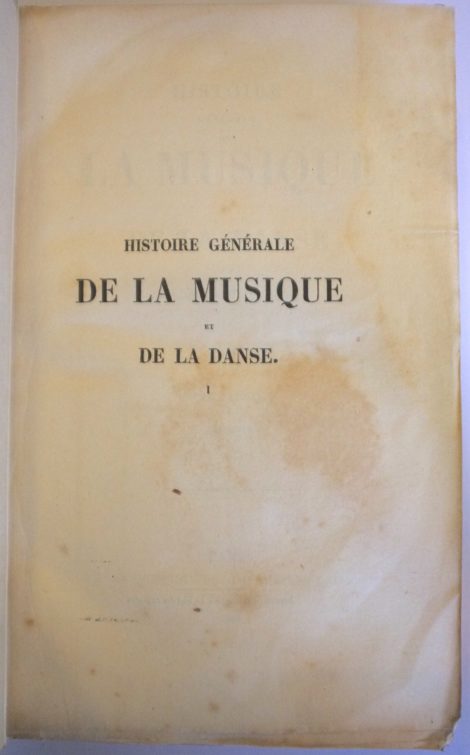 HISTOIRE GÉNÉRALE
DE LA MUSIQUE
ET
DE LA DANSE.
I